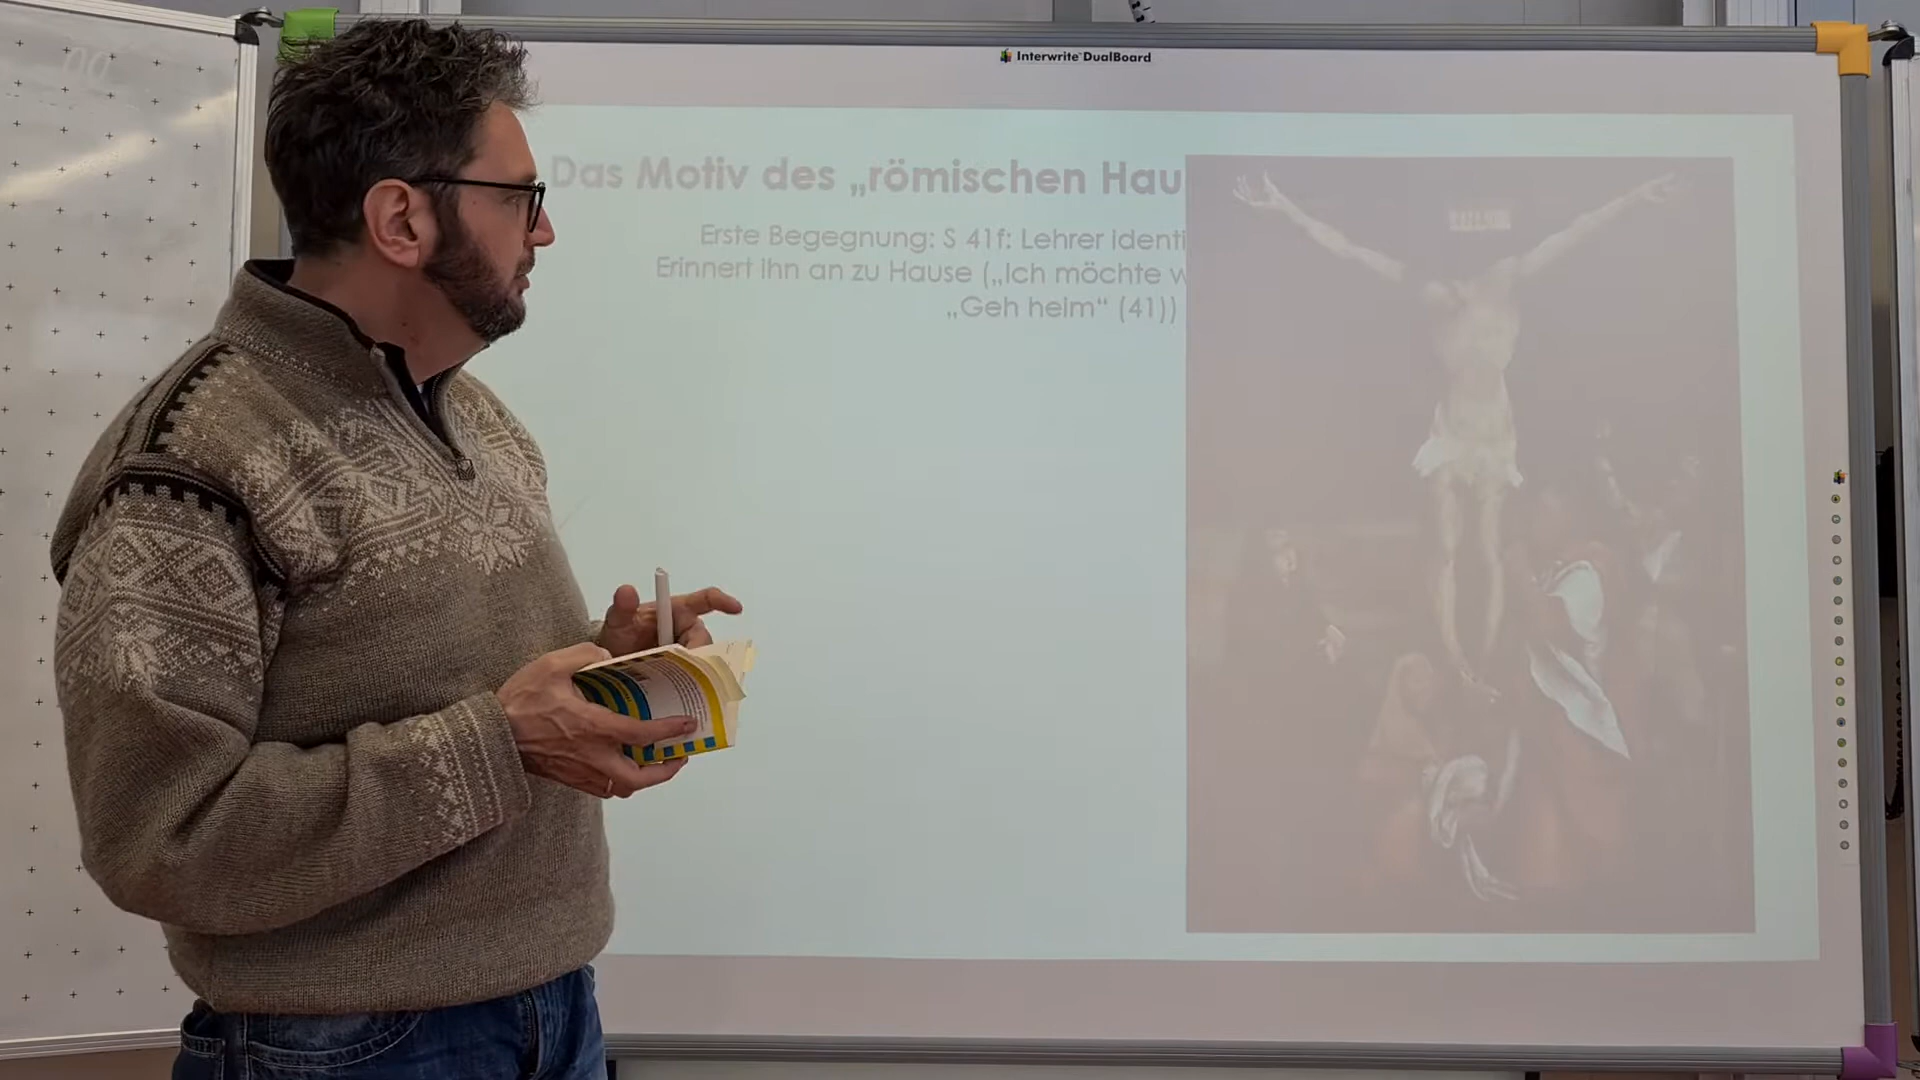 Interwrite DualBoard
Das Motiv des „römischen Hau
Erste Begegnung: S 41f: Lehrer identi
Erinnert ihn an zu Hause („Ich möchte w
„Geh heim“ (41))